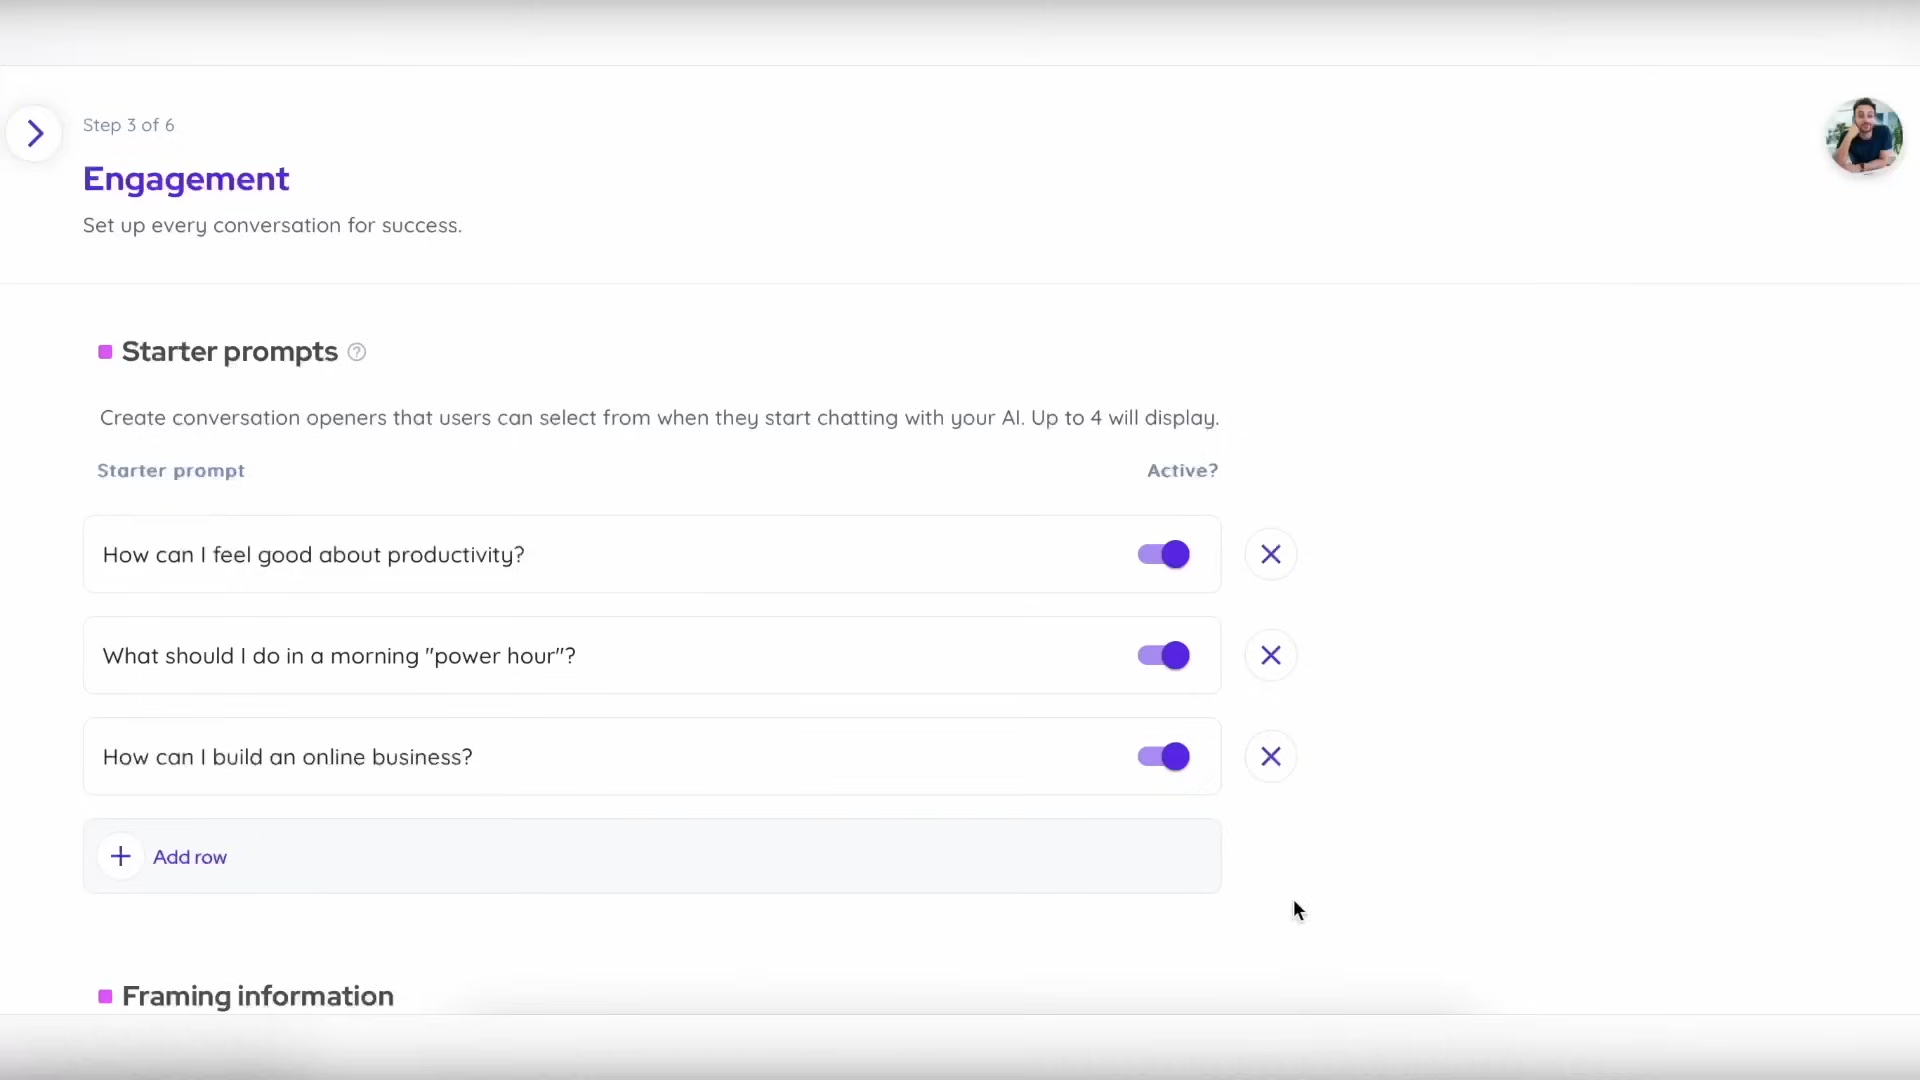 Step 3 of 6
Engagement
Set up every conversation for success.
Starter prompts
Create conversation openers that users can select from when they start chatting with your AI. Up to 4 will display.
Starter prompt Active?
How can I feel good about productivity?
What should I do in a morning "power hour"?
How can I build an online business?
Add row
Framing information